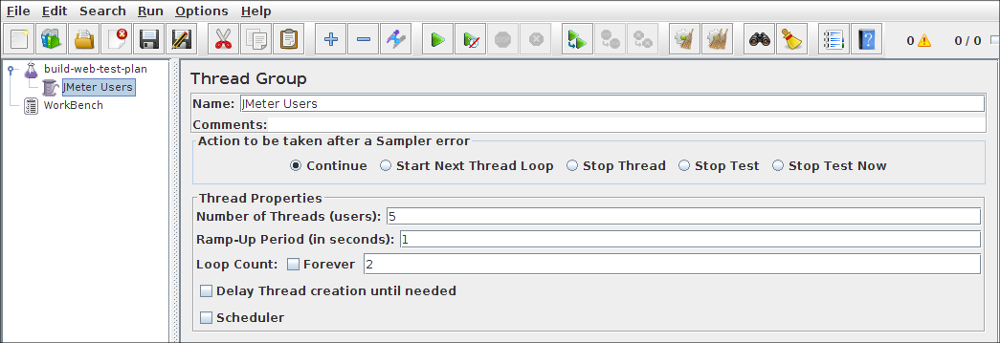 File Edit Search Run Options Help
0 0 / 0
build-web-test-plan
JMeter Users
WorkBench
Thread Group
Name: JMeter Users
Comments:
Action to be taken after a Sampler error
Continue Start Next Thread Loop Stop Thread Stop Test Stop Test Now
Thread Properties
Number of Threads (users): 5
Ramp-Up Period (in seconds): 1
Loop Count: Forever 2
Delay Thread creation until needed
Scheduler